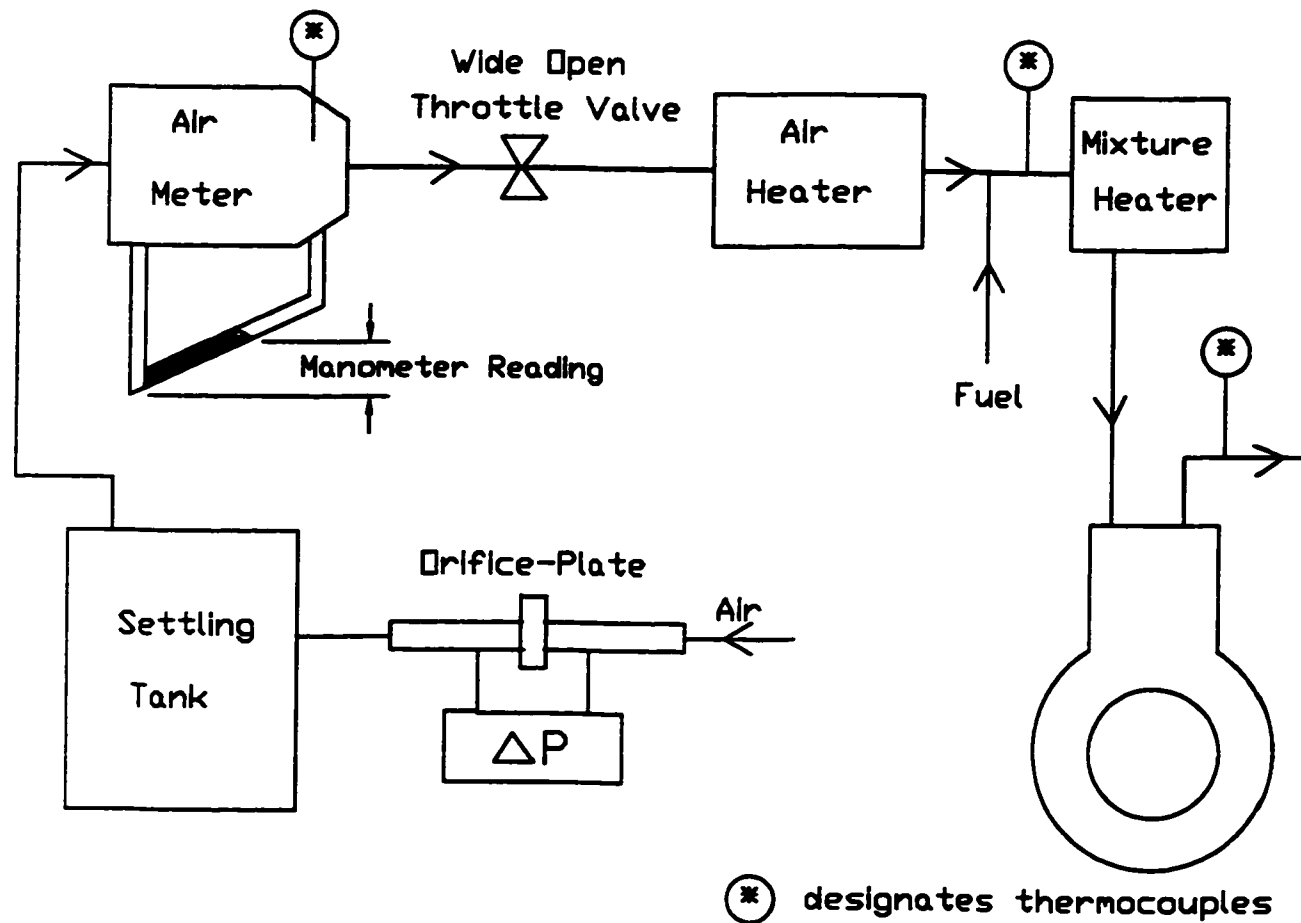 *
Wide Open
Throttle Valve
*
Air
Meter
Air
Heater
Mixture
Heater
Manometer Reading
Fuel
*
Orifice-Plate
Air
Settling
Tank
ΔP
* designates thermocouples